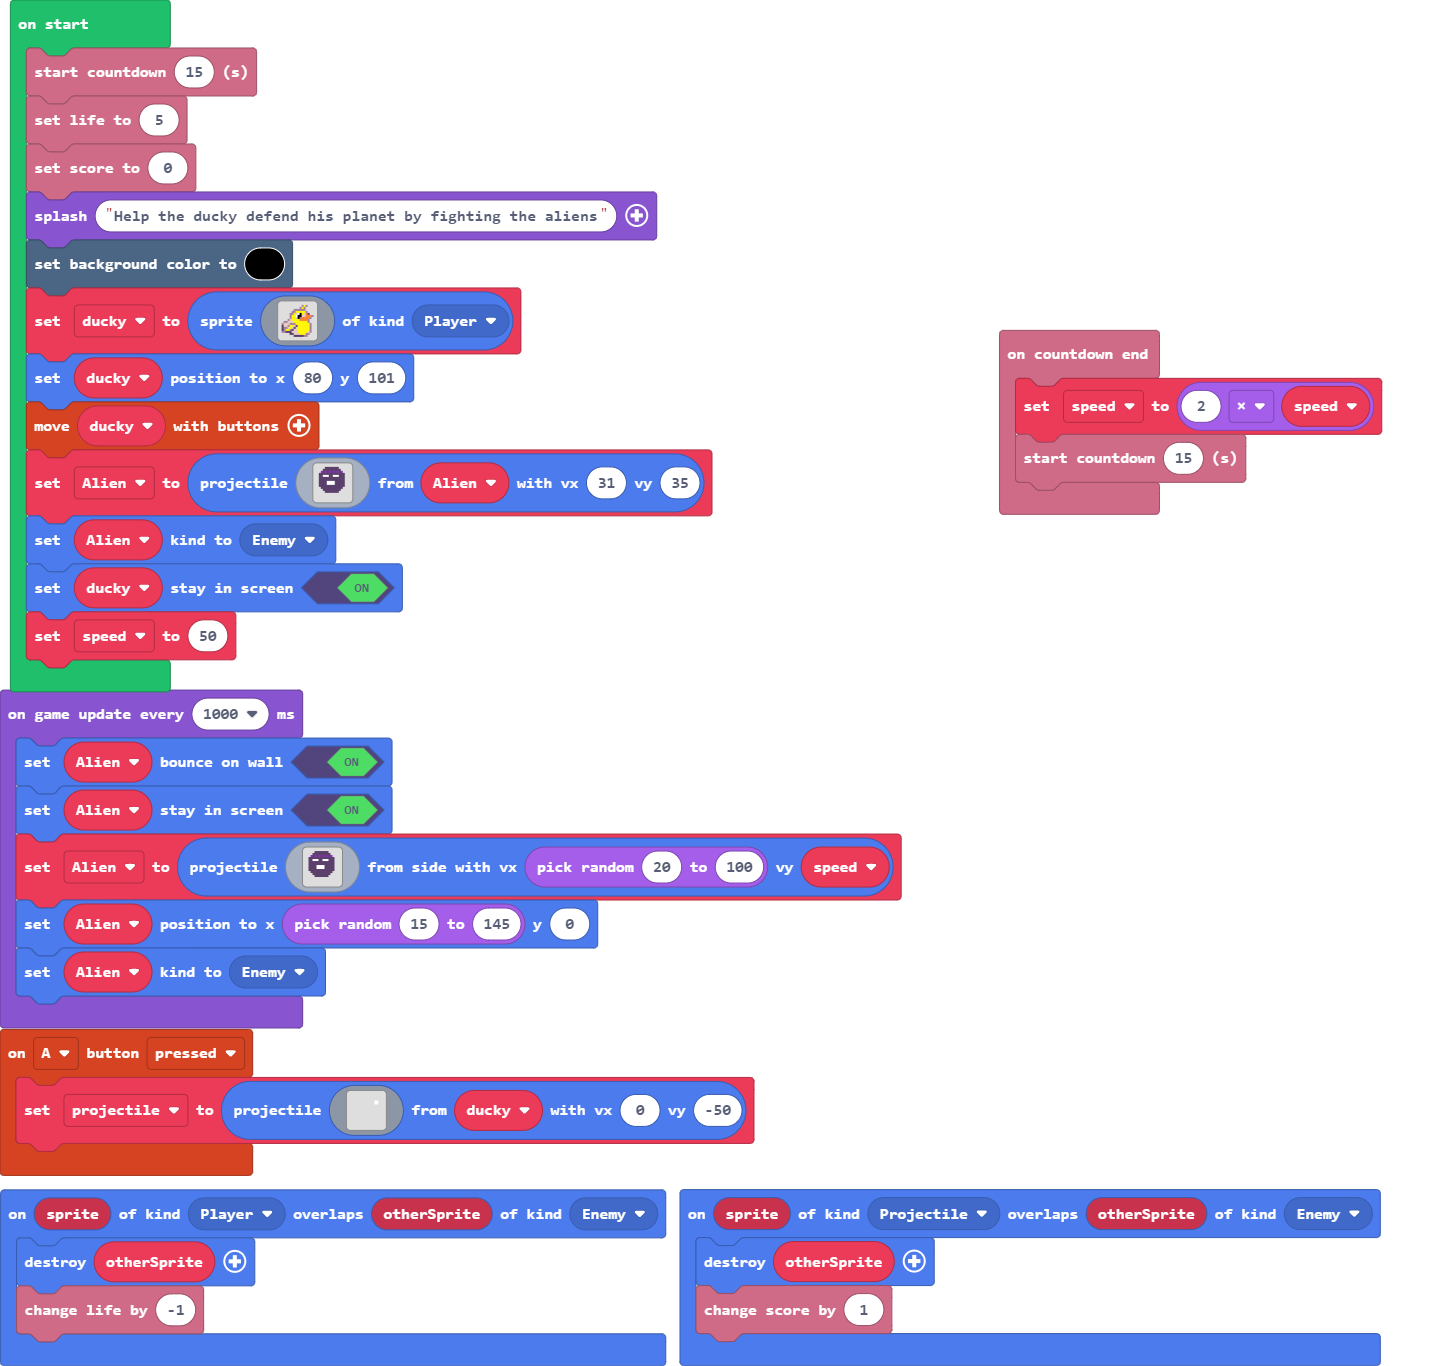 on start
start countdown 15 (s)
set life to 5
set score to 0
splash "Help the ducky defend his planet by fighting the aliens"
set background color to
set ducky to sprite of kind Player
set ducky position to x 80 y 101
move ducky with buttons
set Alien to projectile from Alien with vx 31 vy 35
set Alien kind to Enemy
set ducky stay in screen ON
set speed to 50
on countdown end
set speed to 2 × speed
start countdown 15 (s)
on game update every 1000 ms
set Alien bounce on wall ON
set Alien stay in screen ON
set Alien to projectile from side with vx pick random 20 to 100 vy speed
set Alien position to x pick random 15 to 145 y 0
set Alien kind to Enemy
on A button pressed
set projectile to projectile from ducky with vx 0 vy -50
on sprite of kind Player overlaps otherSprite of kind Enemy
destroy otherSprite
change life by -1
on sprite of kind Projectile overlaps otherSprite of kind Enemy
destroy otherSprite
change score by 1